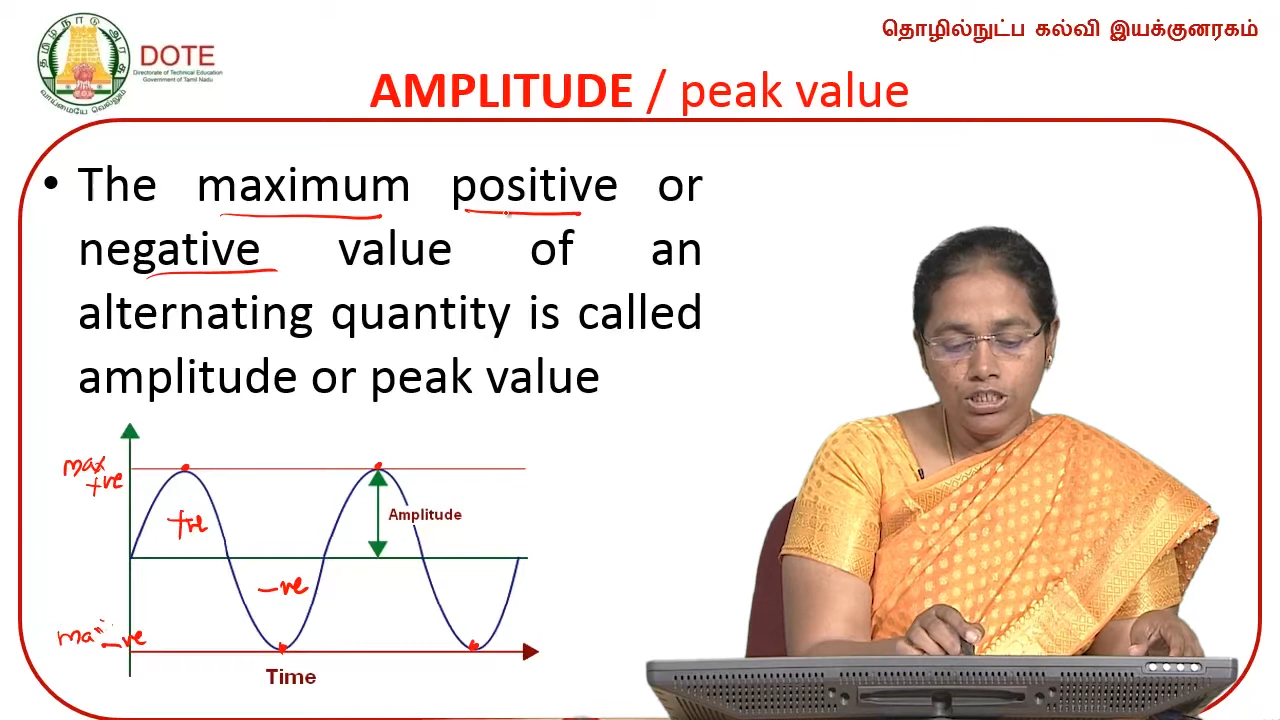 தொழில்நுட்ப கல்வி இயக்குனரகம்
தமிழ்நாடு அரசு
வாய்மையே வெல்லும்
DOTE
Directorate of Technical Education
Government of Tamil Nadu
AMPLITUDE / peak value
• The maximum positive or
negative value of an
alternating quantity is called
amplitude or peak value
max
+ve
+ve
Amplitude
-ve
-ve
Time